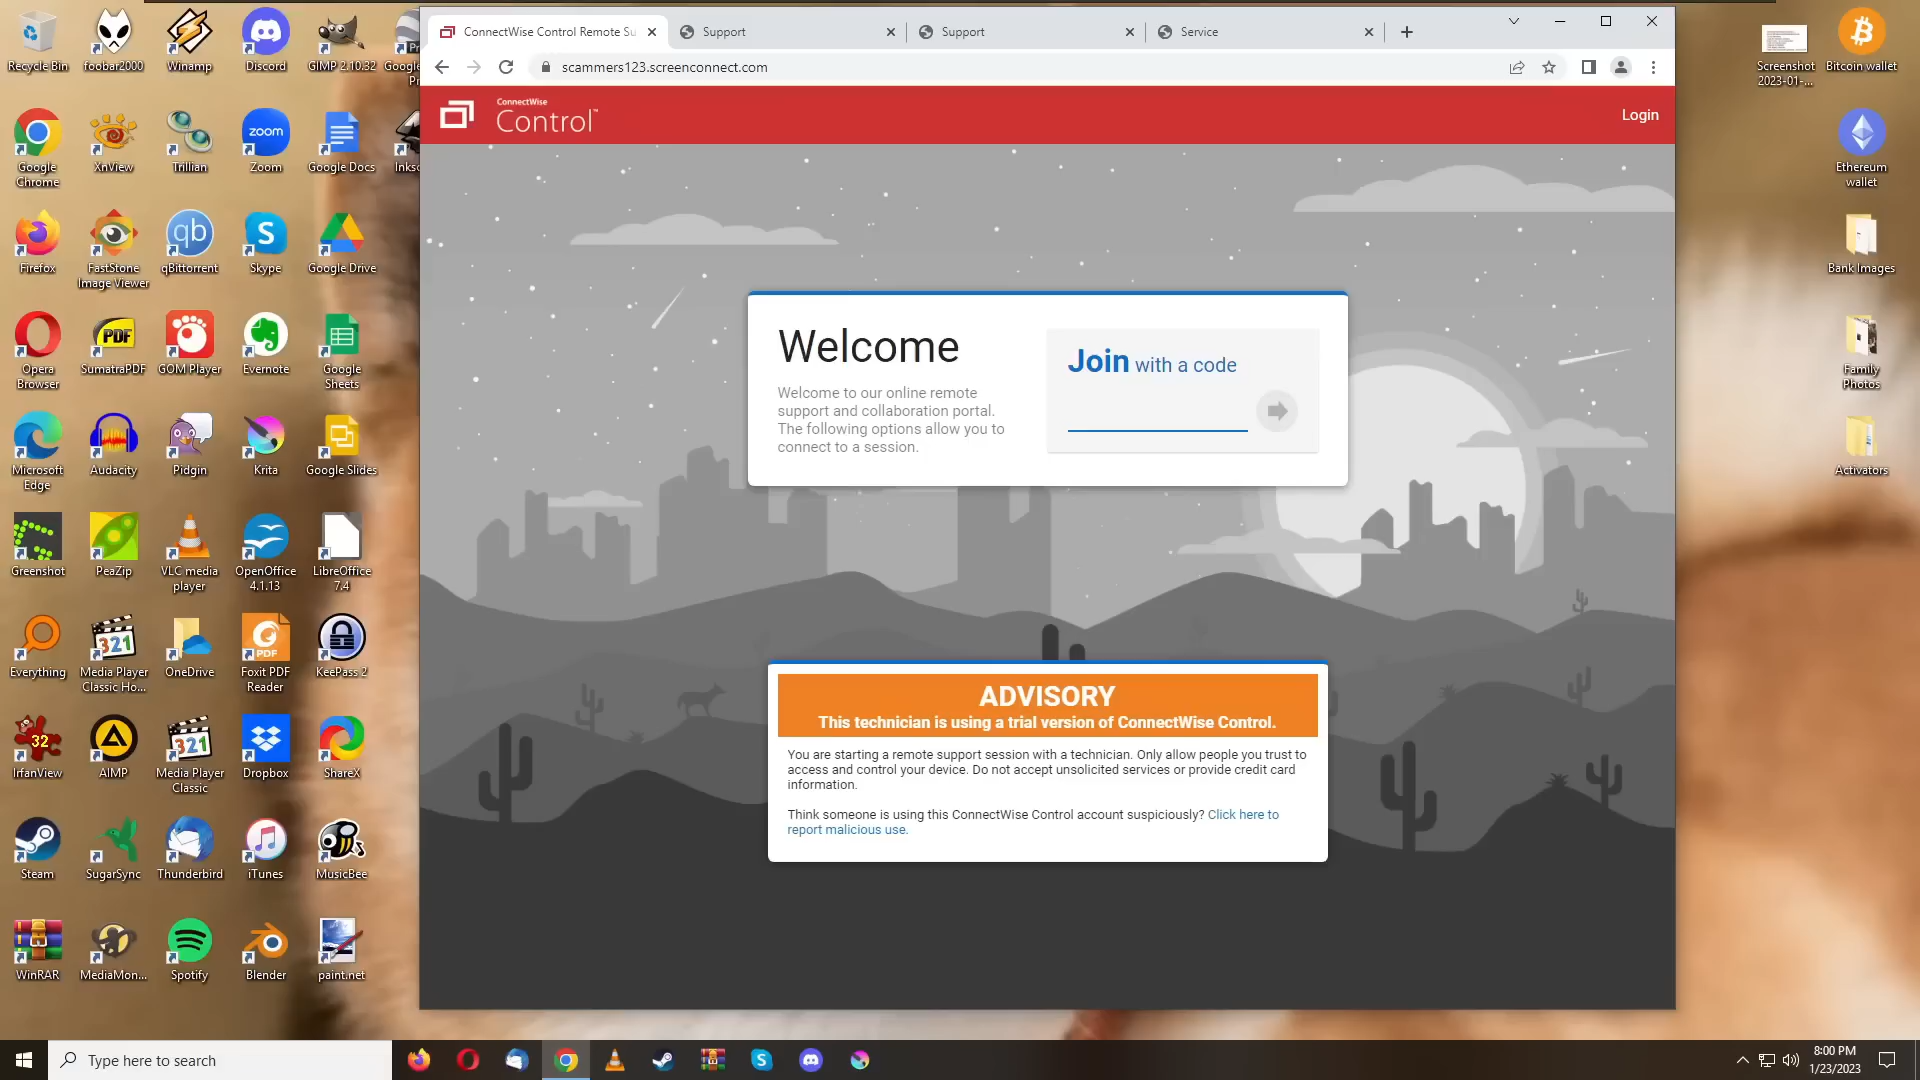 Recycle Bin
foobar2000
Winamp
Discord
GIMP 2.10.32
Google
Google Chrome
XnView
Trillian
Zoom
zoom
Google Docs
Firefox
FastStone Image Viewer
qBittorrent
qb
Skype
Google Drive
Opera Browser
SumatraPDF
PDF
GOM Player
Evernote
Google Sheets
Microsoft Edge
Audacity
Pidgin
Krita
Google Slides
Greenshot
PeaZip
VLC media player
OpenOffice 4.1.13
LibreOffice 7.4
Everything
Media Player Classic Ho...
321
OneDrive
Foxit PDF Reader
PDF
KeePass 2
IrfanView
32
AIMP
Media Player Classic
321
Dropbox
ShareX
Steam
SugarSync
Thunderbird
iTunes
MusicBee
WinRAR
MediaMon...
Spotify
Blender
paint.net
ConnectWise Control Remote Su
Support
Support
Service
scammers123.screenconnect.com
ConnectWise
Control™
Login
Welcome
Welcome to our online remote
support and collaboration portal.
The following options allow you to
connect to a session.
Join with a code
ADVISORY
This technician is using a trial version of ConnectWise Control.
You are starting a remote support session with a technician. Only allow people you trust to
access and control your device. Do not accept unsolicited services or provide credit card
information.
Think someone is using this ConnectWise Control account suspiciously? Click here to
report malicious use.
Screenshot
2023-01-...
Bitcoin wallet
Ethereum
wallet
Bank Images
Family
Photos
Activators
Type here to search
8:00 PM
1/23/2023